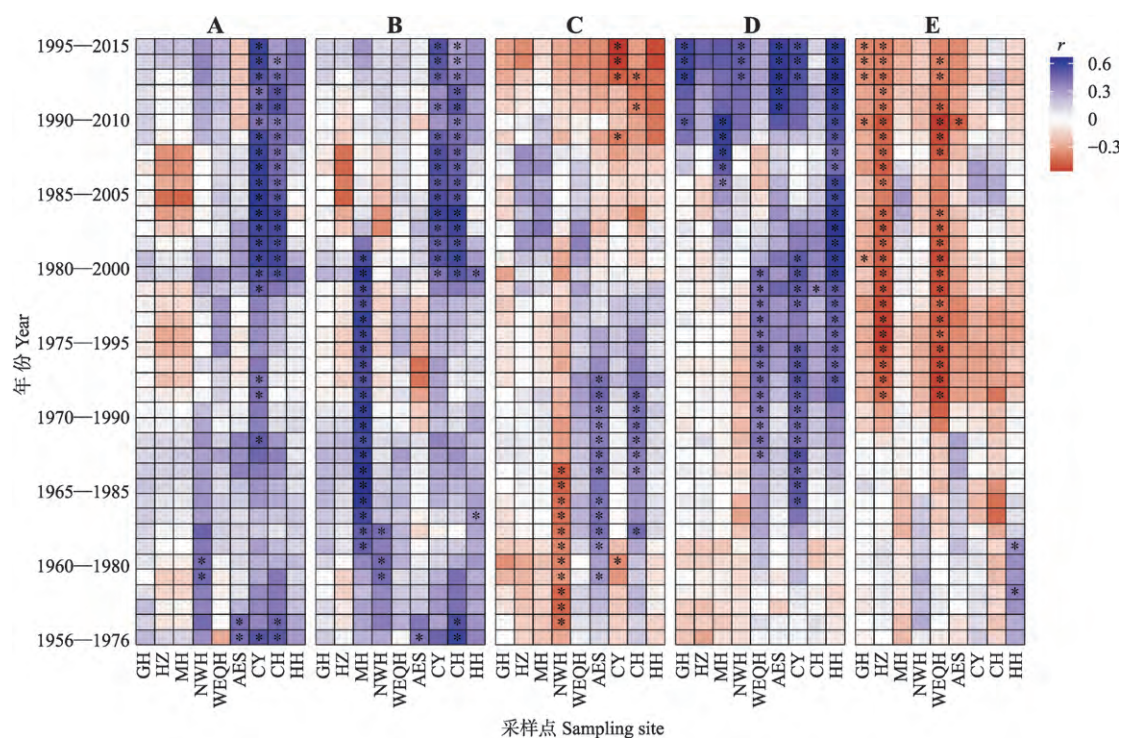 A B C D E
1995—2015
1990—2010
1985—2005
1980—2000
1975—1995
1970—1990
1965—1985
1960—1980
1956—1976
年份 Year
r
0.6
0.3
0
−0.3
GH HZ MH NWH WEQH AES CY CH HH
GH HZ MH NWH WEQH AES CY CH HH
GH HZ MH NWH WEQH AES CY CH HH
GH HZ MH NWH WEQH AES CY CH HH
GH HZ MH NWH WEQH AES CY CH HH
采样点 Sampling site